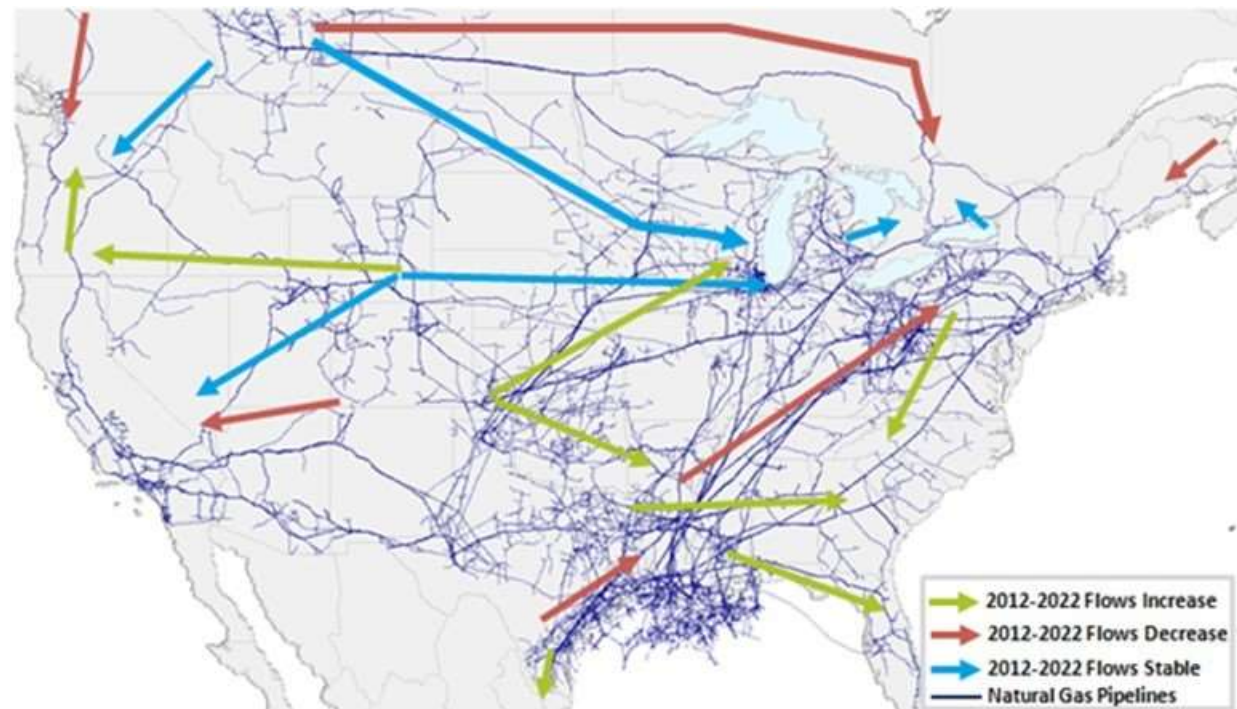 2012-2022 Flows Increase
2012-2022 Flows Decrease
2012-2022 Flows Stable
Natural Gas Pipelines